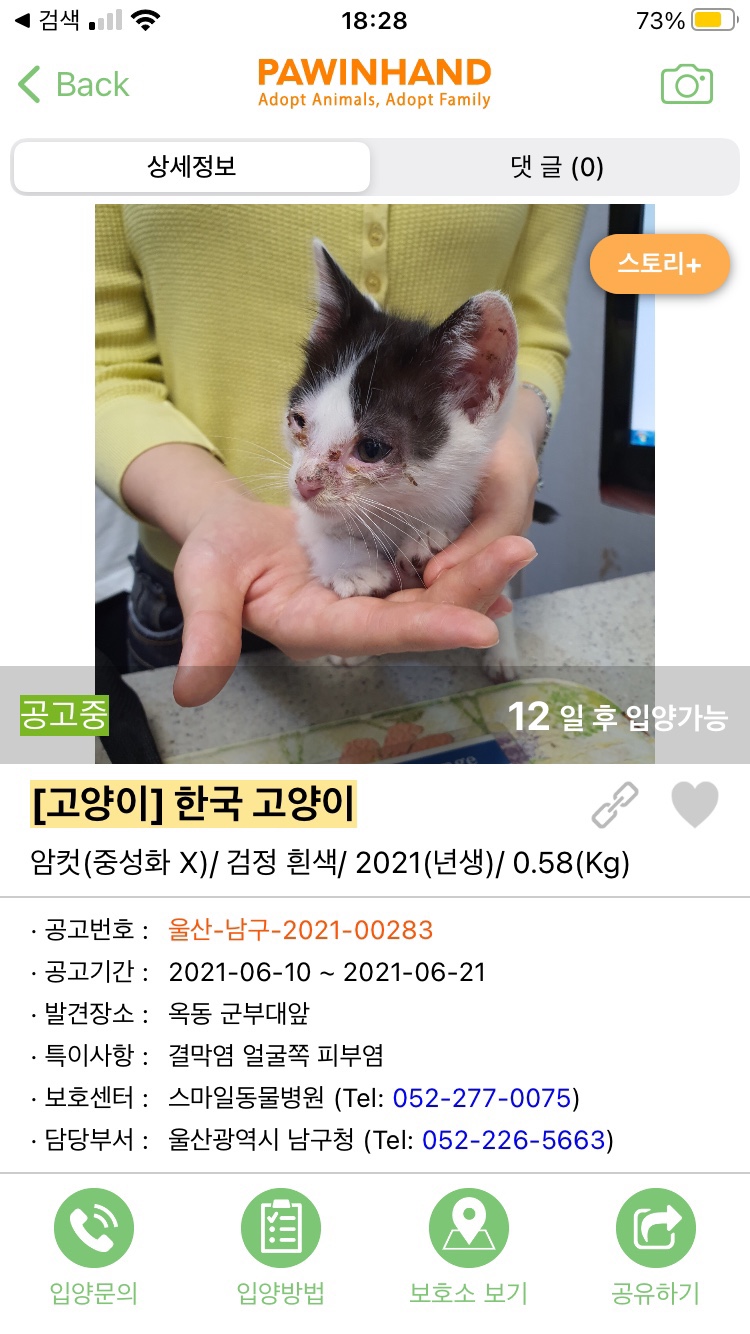 ◀ 검색 18:28 73%
Back
PAWINHAND
Adopt Animals, Adopt Family
상세정보 댓 글 (0)
스토리+
공고중 12 일 후 입양가능
[고양이] 한국 고양이
암컷(중성화 X)/ 검정 흰색/ 2021(년생)/ 0.58(Kg)
· 공고번호 : 울산-남구-2021-00283
· 공고기간 : 2021-06-10 ~ 2021-06-21
· 발견장소 : 옥동 군부대앞
· 특이사항 : 결막염 얼굴쪽 피부염
· 보호센터 : 스마일동물병원 (Tel: 052-277-0075)
· 담당부서 : 울산광역시 남구청 (Tel: 052-226-5663)
입양문의 입양방법 보호소 보기 공유하기